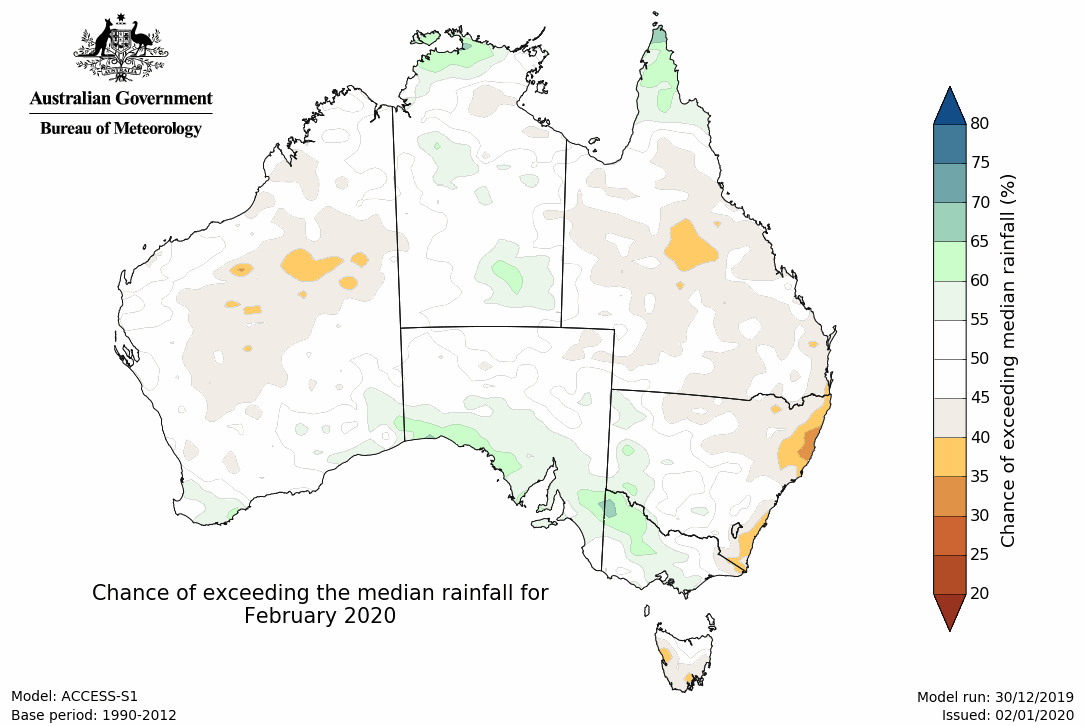 Australian Government
Bureau of Meteorology
80
75
70
65
60
55
50
45
40
35
30
25
20
Chance of exceeding median rainfall (%)
Chance of exceeding the median rainfall for
February 2020
Model: ACCESS-S1
Base period: 1990-2012
Model run: 30/12/2019
Issued: 02/01/2020